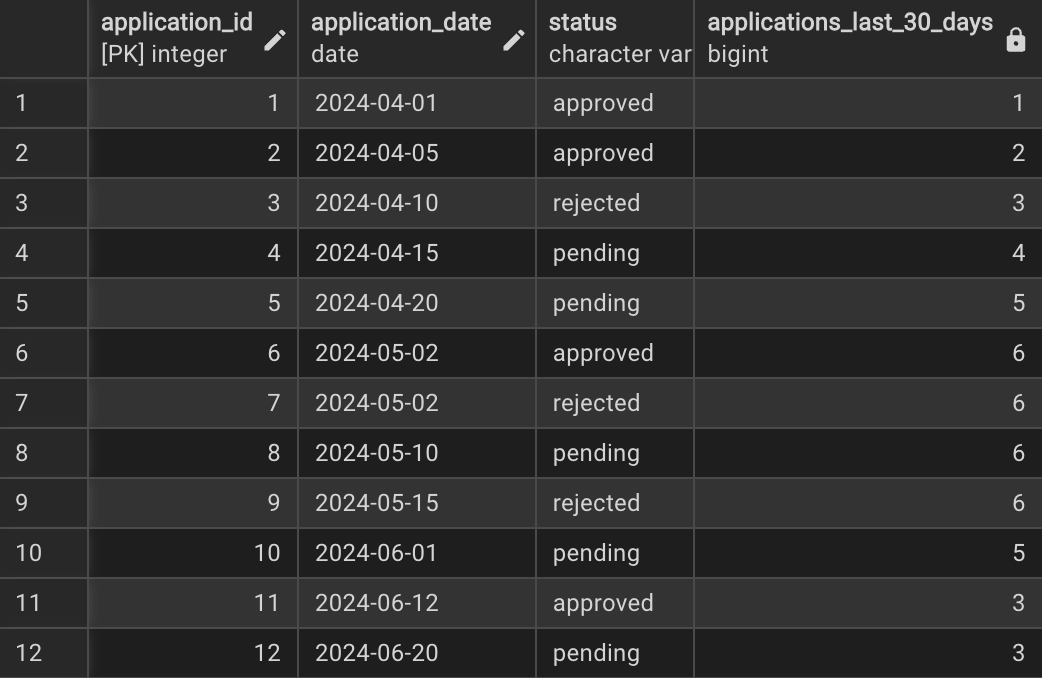 application_id application_date status applications_last_30_days
[PK] integer date character var bigint
1 1 2024-04-01 approved 1
2 2 2024-04-05 approved 2
3 3 2024-04-10 rejected 3
4 4 2024-04-15 pending 4
5 5 2024-04-20 pending 5
6 6 2024-05-02 approved 6
7 7 2024-05-02 rejected 6
8 8 2024-05-10 pending 6
9 9 2024-05-15 rejected 6
10 10 2024-06-01 pending 5
11 11 2024-06-12 approved 3
12 12 2024-06-20 pending 3